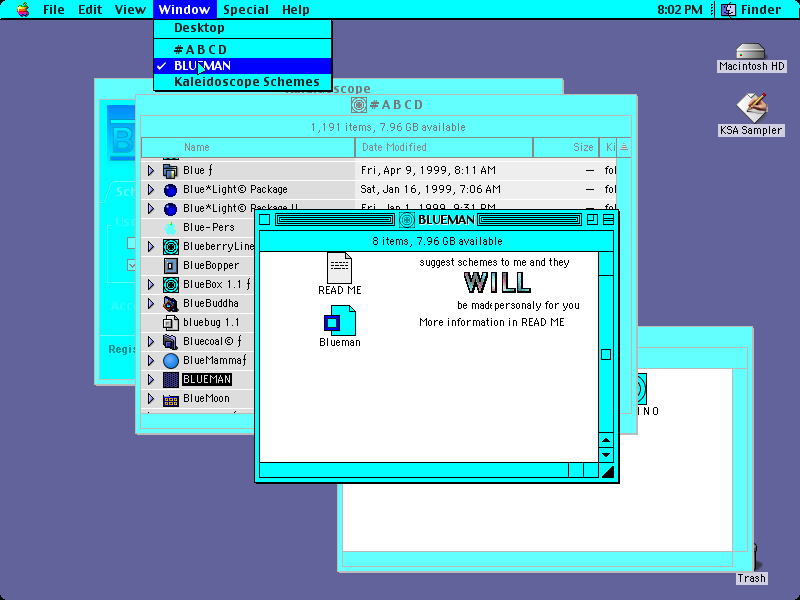 File Edit View Window Special Help 8:02 PM Finder
Desktop
#ABCD
BLUEMAN
Kaleidoscope Schemes
Macintosh HD
KSA Sampler
#ABCD
1,191 items, 7.96 GB available
Name Date Modified Size Ki
Blue ƒ Fri, Apr 9, 1999, 8:11 AM — fol
Blue*Light© Package Sat, Jan 16, 1999, 7:06 AM — fol
Blue*Light© Package II Fri, Jan 1, 1999, 9:31 PM — fol
Blue-Pers
BlueberryLine
BlueBopper
BlueBox 1.1 ƒ
BlueBuddha
bluebug 1.1
Bluecoal© ƒ
BlueMammaƒ
BLUEMAN
BlueMoon
Regis
BLUEMAN
8 items, 7.96 GB available
suggest schemes to me and they
WILL
be made personaly for you
More information in READ ME
READ ME
Blueman
INO
Trash